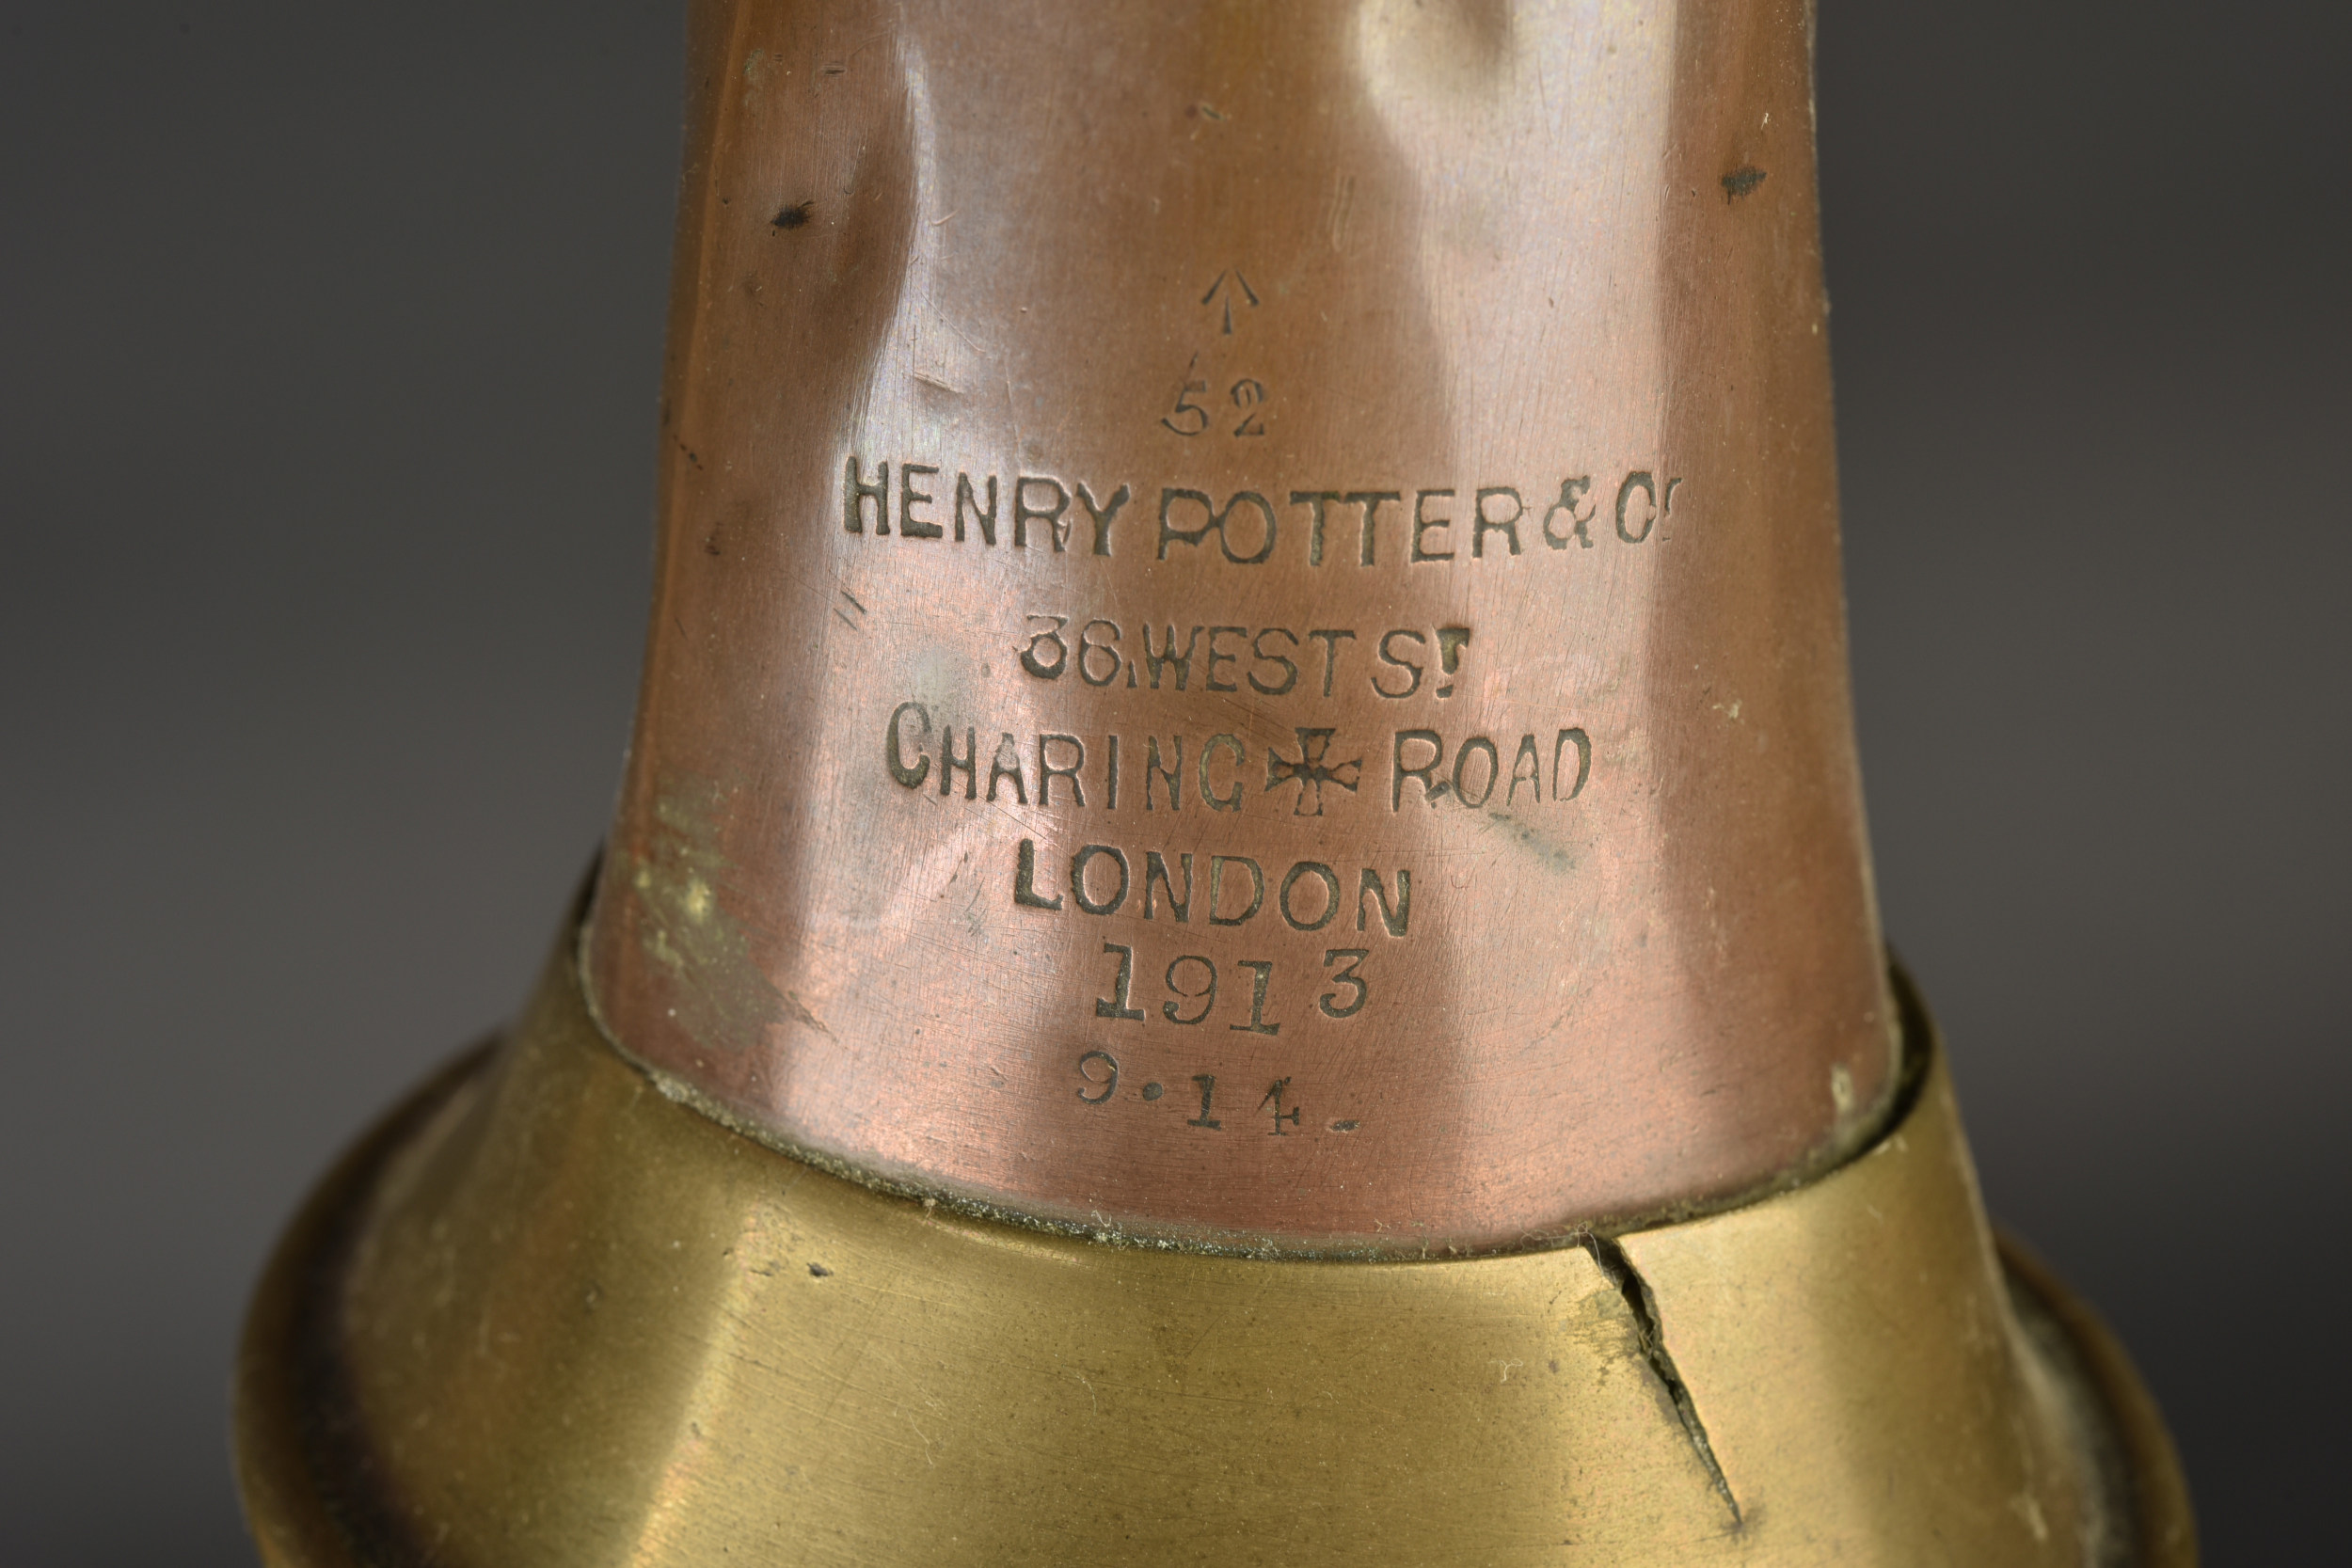 52
HENRY POTTER & Co
36. WEST ST
CHARING ✠ ROAD
LONDON
1913
9·14-